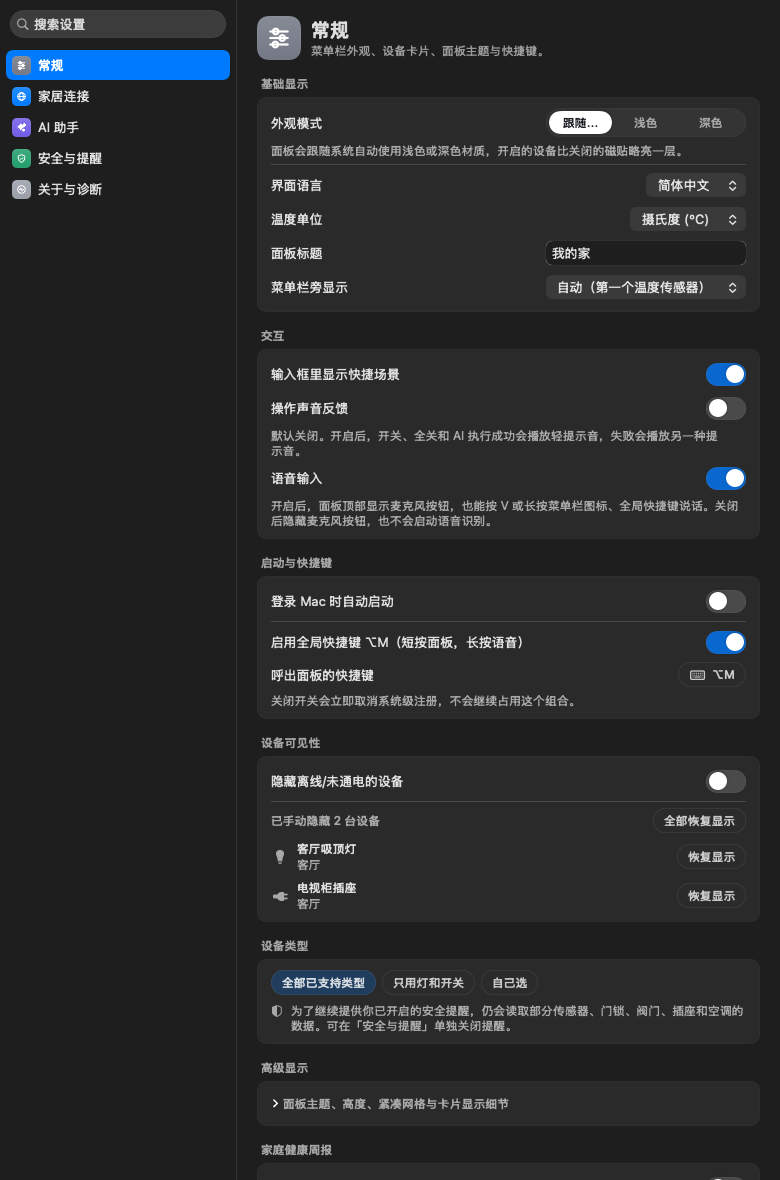 搜索设置
常规
家居连接
AI 助手
安全与提醒
关于与诊断
常规
菜单栏外观、设备卡片、面板主题与快捷键。
基础显示
外观模式
跟随… 浅色 深色
面板会跟随系统自动使用浅色或深色材质，开启的设备比关闭的磁贴略亮一层。
界面语言 简体中文
温度单位 摄氏度 (°C)
面板标题 我的家
菜单栏旁显示 自动（第一个温度传感器）
交互
输入框里显示快捷场景
操作声音反馈
默认关闭。开启后，开关、全关和 AI 执行成功会播放轻提示音，失败会播放另一种提
示音。
语音输入
开启后，面板顶部显示麦克风按钮，也能按 V 或长按菜单栏图标、全局快捷键说话。关闭
后隐藏麦克风按钮，也不会启动语音识别。
启动与快捷键
登录 Mac 时自动启动
启用全局快捷键 ⌥M（短按面板，长按语音）
呼出面板的快捷键 ⌥M
关闭开关会立即取消系统级注册，不会继续占用这个组合。
设备可见性
隐藏离线/未通电的设备
已手动隐藏 2 台设备 全部恢复显示
客厅吸顶灯
客厅
恢复显示
电视柜插座
客厅
恢复显示
设备类型
全部已支持类型 只用灯和开关 自己选
为了继续提供你已开启的安全提醒，仍会读取部分传感器、门锁、阀门、插座和空调的
数据。可在「安全与提醒」单独关闭提醒。
高级显示
面板主题、高度、紧凑网格与卡片显示细节
家庭健康周报